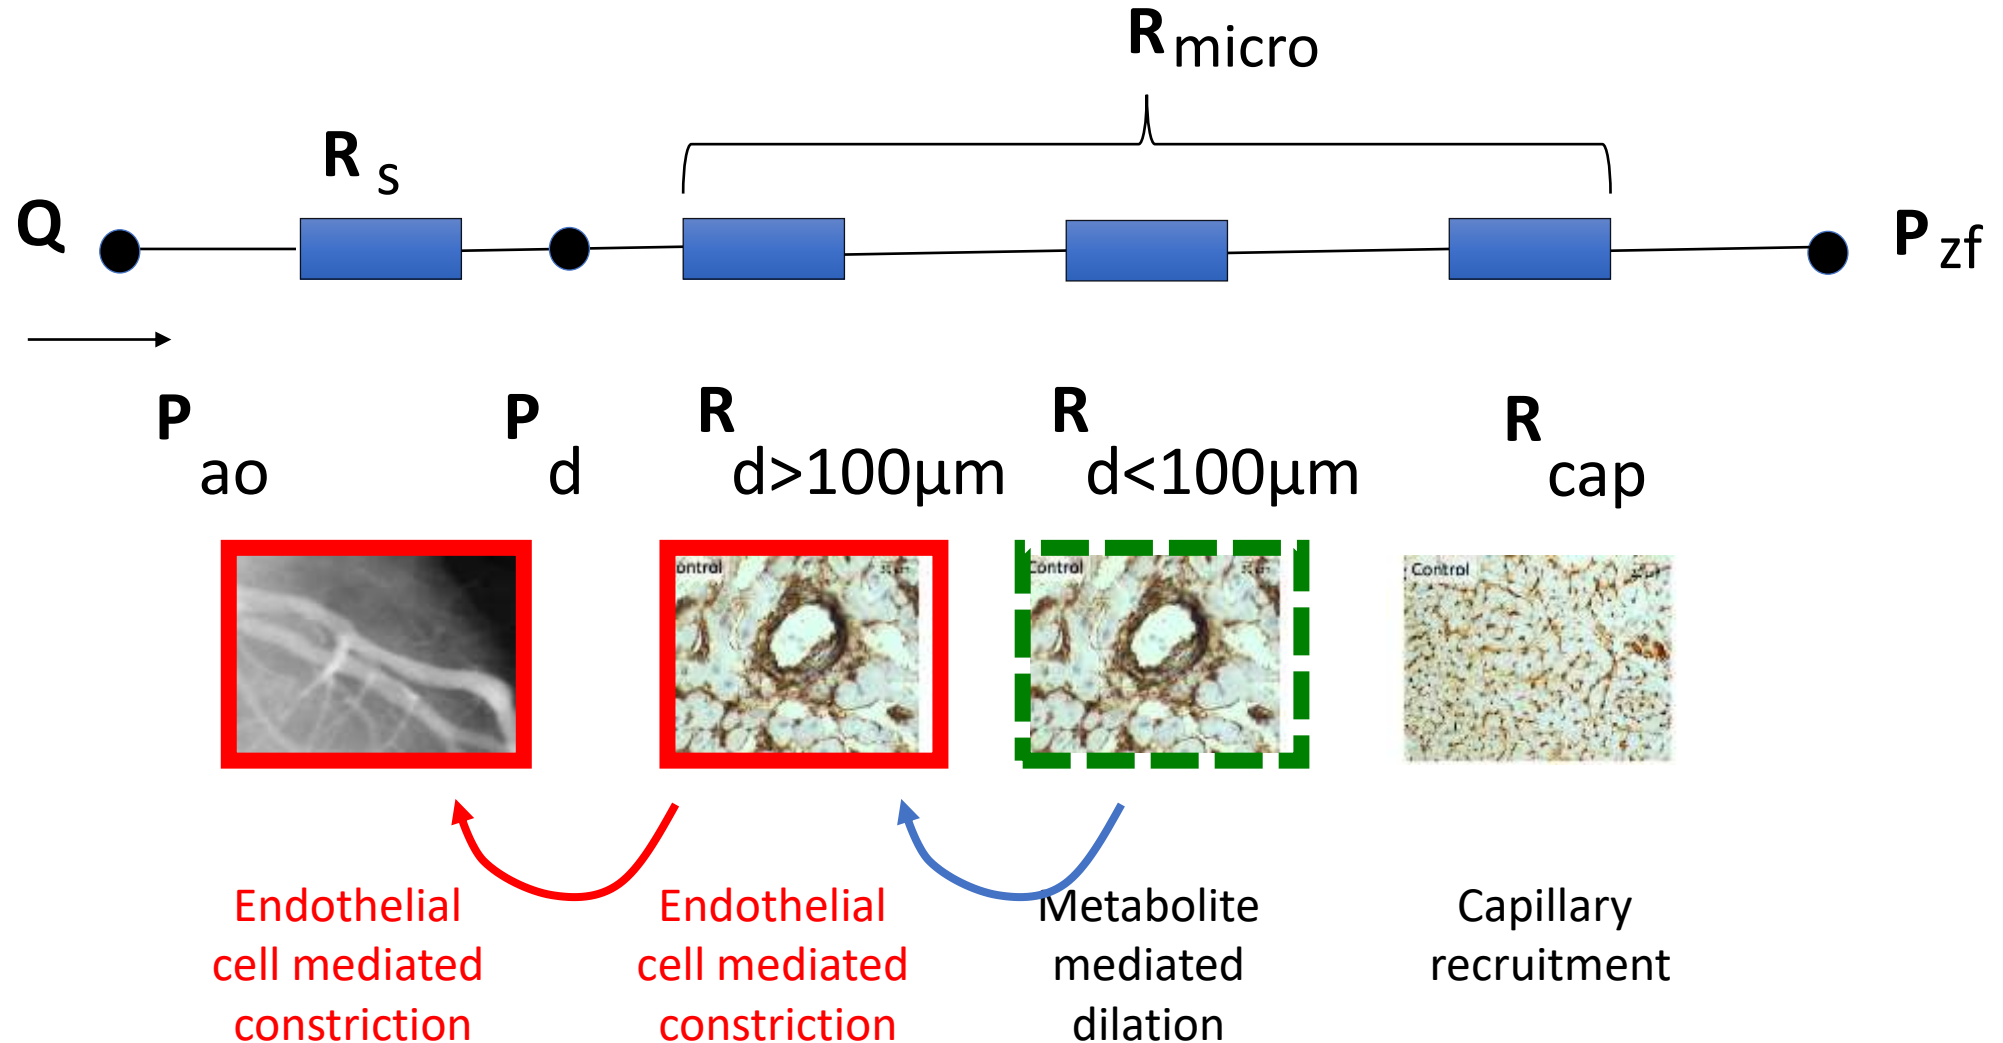 R micro
R s
Q
P zf
P ao
P d
R d>100µm
R d<100µm
R cap
ontrol
Control
Control
Endothelial
cell mediated
constriction
Endothelial
cell mediated
constriction
Metabolite
mediated
dilation
Capillary
recruitment